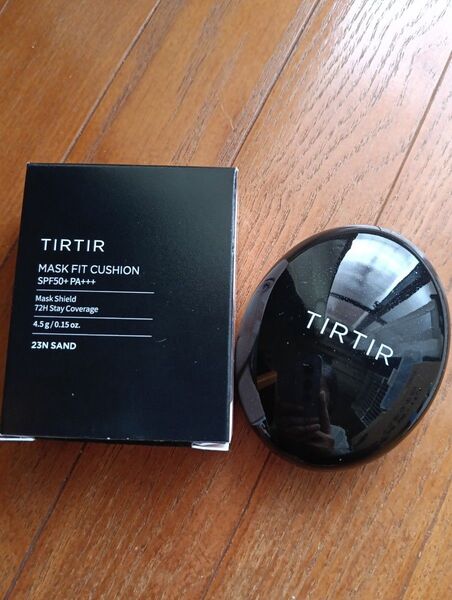 TIRTIR
MASK FIT CUSHION
SPF50+ PA+++
Mask Shield
72H Stay Coverage
4.5 g / 0.15 oz.
23N SAND
TIRTIR